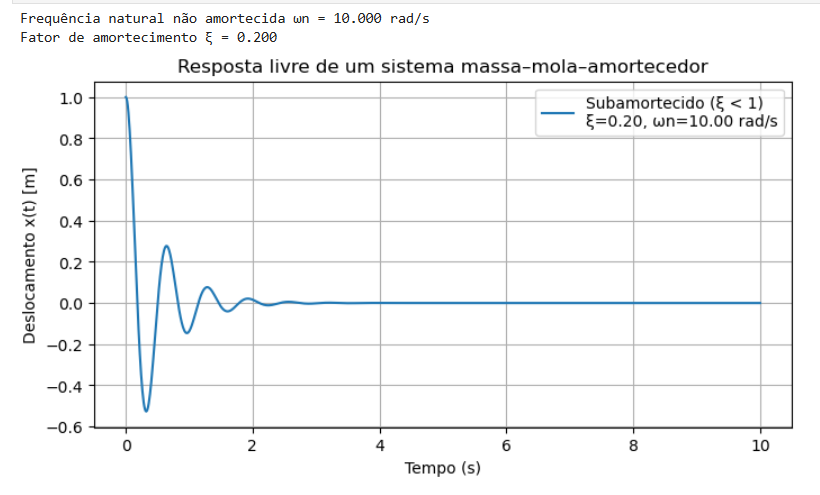 Frequência natural não amortecida ωn = 10.000 rad/s
Fator de amortecimento ξ = 0.200
Resposta livre de um sistema massa–mola–amortecedor
Subamortecido (ξ < 1)
ξ=0.20, ωn=10.00 rad/s
Deslocamento x(t) [m]
1.0
0.8
0.6
0.4
0.2
0.0
−0.2
−0.4
−0.6
0 2 4 6 8 10
Tempo (s)